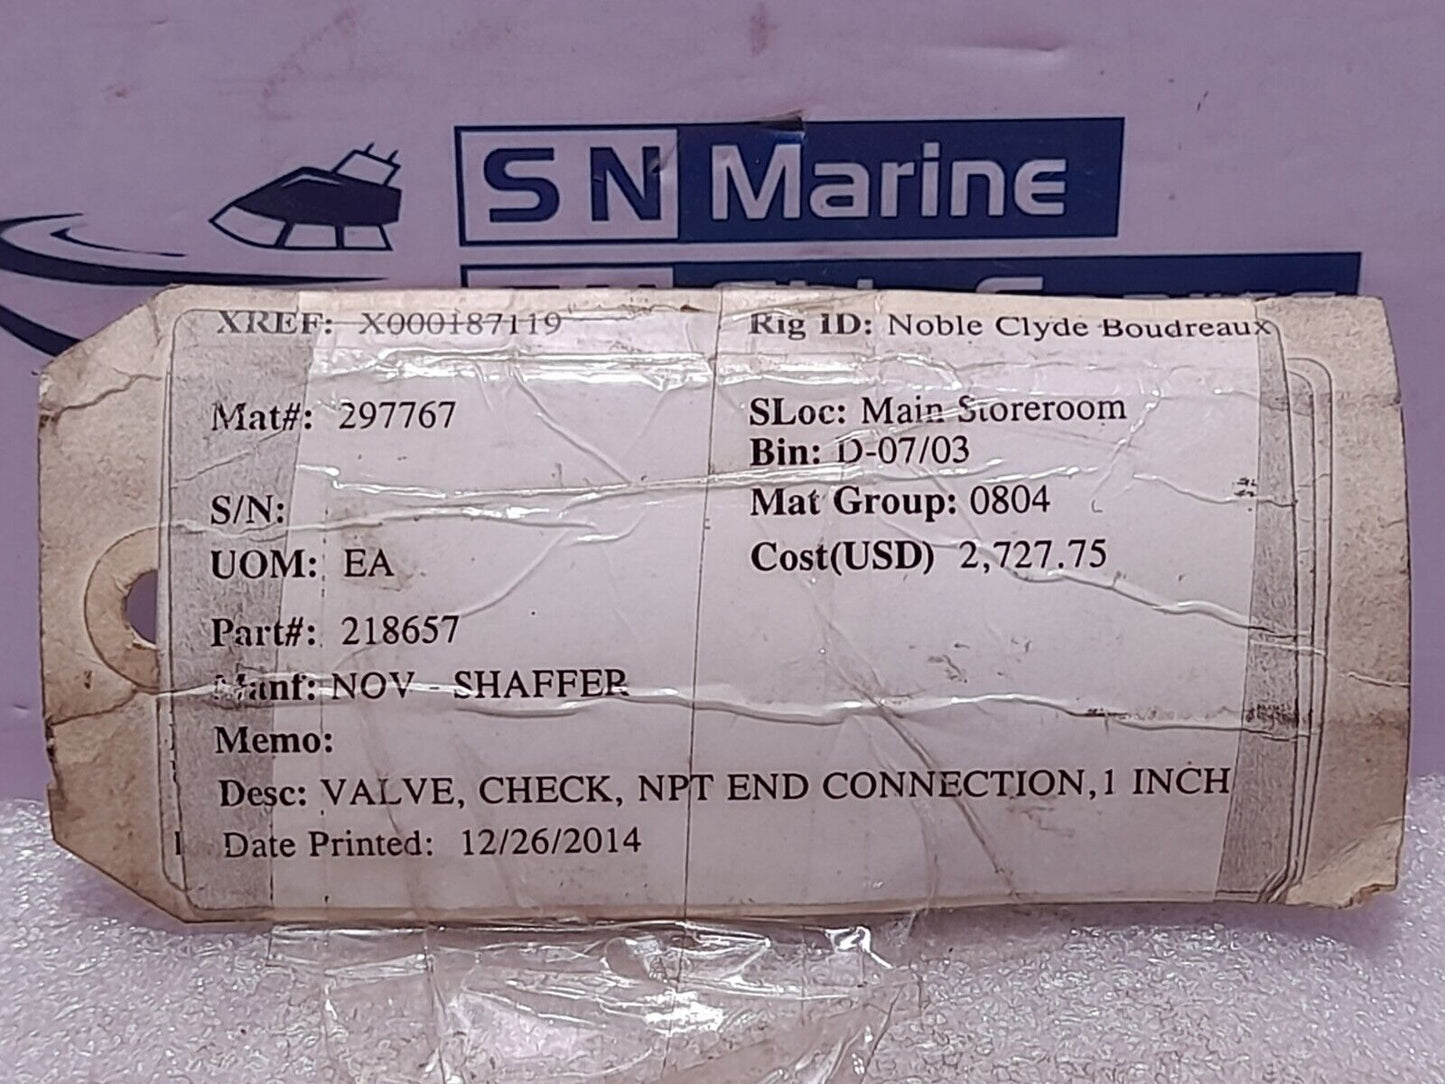 S N Marine
XREF: X000187119
Rig ID: Noble Clyde Boudreaux
Mat#: 297767
SLoc: Main Storeroom
Bin: D-07/03
S/N:
Mat Group: 0804
UOM: EA
Cost(USD) 2,727.75
Part#: 218657
Manf: NOV - SHAFFER
Memo:
Desc: VALVE, CHECK, NPT END CONNECTION,1 INCH
Date Printed: 12/26/2014